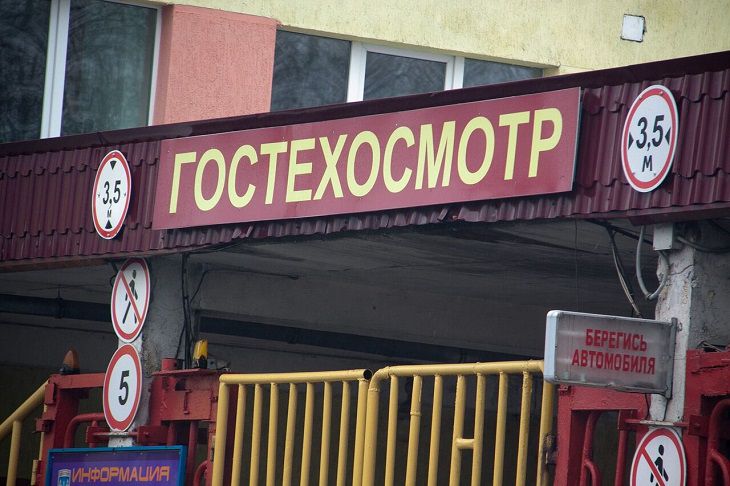 ГОСТЕХОСМОТР
3,5
М
3,5
М
5
БЕРЕГИСЬ
АВТОМОБИЛЯ
ИНФОРМАЦИЯ